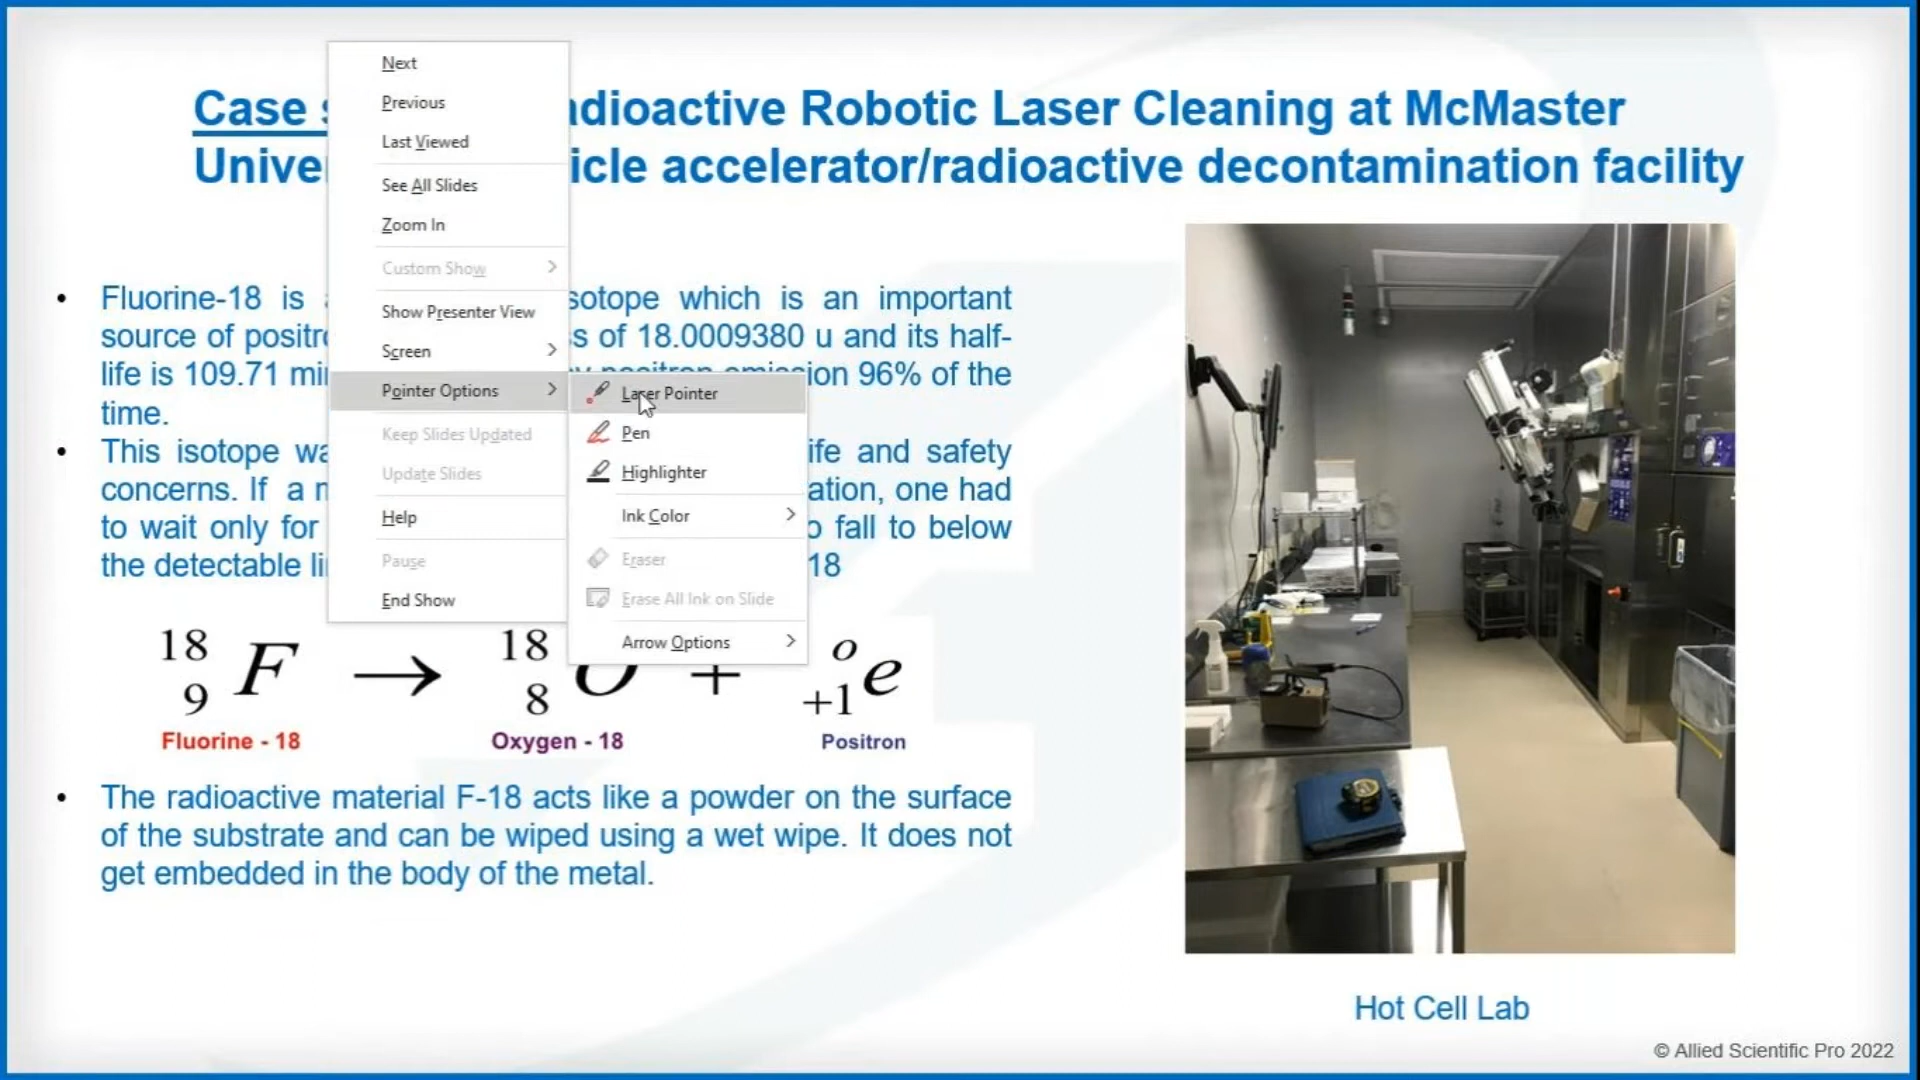 Case s adioactive Robotic Laser Cleaning at McMaster
Unive icle accelerator/radioactive decontamination facility
Next
Previous
Last Viewed
See All Slides
Zoom In
Custom Show
Show Presenter View
Screen
Pointer Options
Keep Slides Updated
Update Slides
Help
Pause
End Show
Laser Pointer
Pen
Highlighter
Ink Color
Eraser
Erase All Ink on Slide
Arrow Options
• Fluorine-18 is sotope which is an important
source of positro s of 18.0009380 u and its half-
life is 109.71 mi positron emission 96% of the
time.
• This isotope wa ife and safety
concerns. If a ation, one had
to wait only for o fall to below
the detectable li 18
18 9 F → 18 8 O + o +1 e
Fluorine - 18 Oxygen - 18 Positron
• The radioactive material F-18 acts like a powder on the surface
of the substrate and can be wiped using a wet wipe. It does not
get embedded in the body of the metal.
Hot Cell Lab
© Allied Scientific Pro 2022